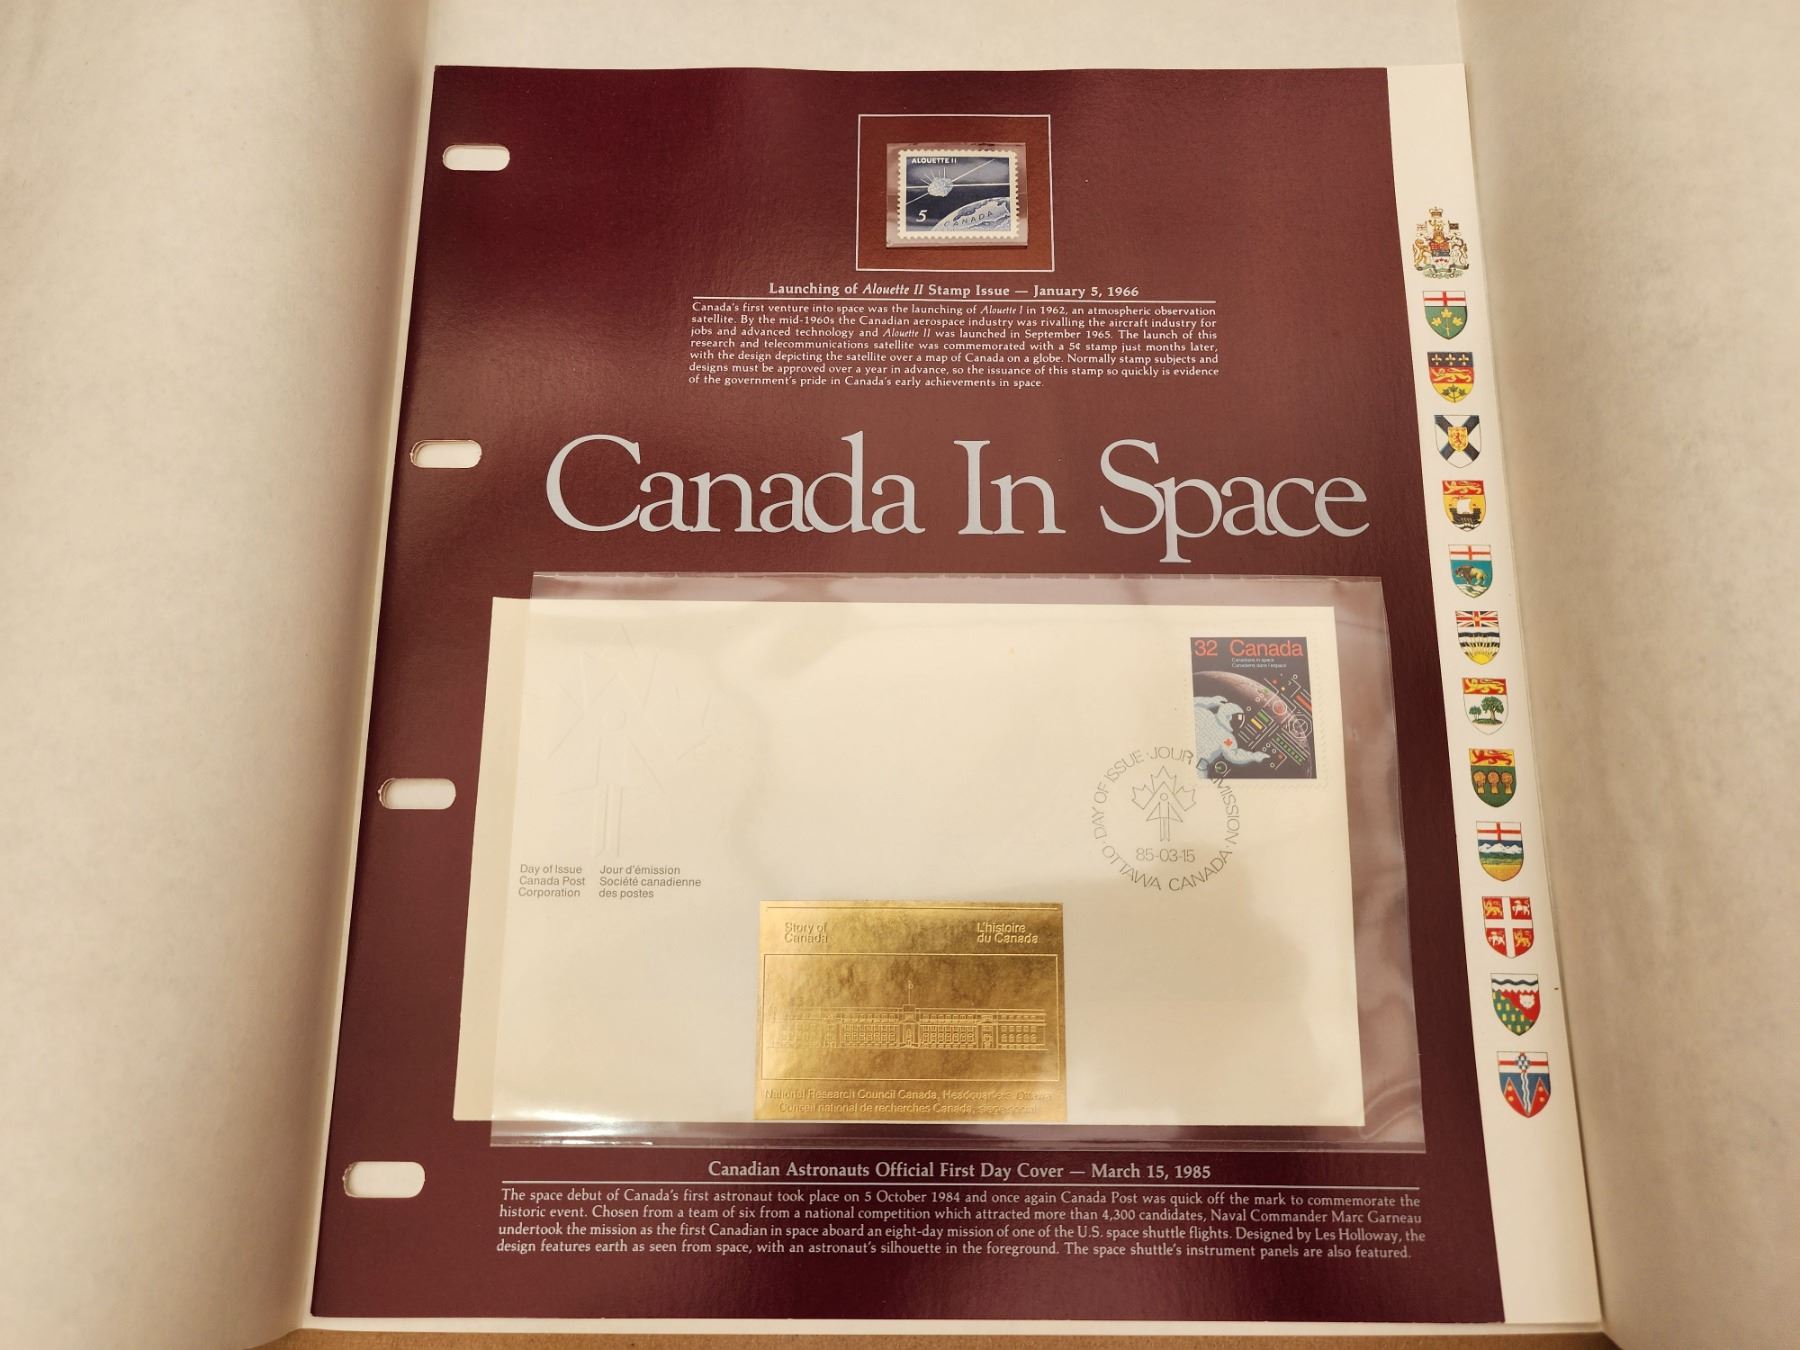 ALOUETTE II
5
CANADA
Launching of Alouette II Stamp Issue — January 5, 1966
Canada's first venture into space was the launching of Alouette I in 1962, an atmospheric observation
satellite. By the mid-1960s the Canadian aerospace industry was rivalling the aircraft industry for
jobs and advanced technology and Alouette II was launched in September 1965. The launch of this
research and telecommunications satellite was commemorated with a 5¢ stamp just months later,
with the design depicting the satellite over a map of Canada on a globe. Normally stamp subjects and
designs must be approved over a year in advance, so the issuance of this stamp so quickly is evidence
of the government's pride in Canada's early achievements in space.
Canada In Space
32 Canada
Canadians in space
Canadiens dans l'espace
DAY OF ISSUE · JOUR D'ÉMISSION
85-03-15
· OTTAWA CANADA ·
Day of Issue Jour d'émission
Canada Post Société canadienne
Corporation des postes
Story of L'histoire
Canada du Canada
National Research Council Canada, Headquarters, Ottawa
Conseil national de recherches Canada, siège social
Canadian Astronauts Official First Day Cover — March 15, 1985
The space debut of Canada's first astronaut took place on 5 October 1984 and once again Canada Post was quick off the mark to commemorate the
historic event. Chosen from a team of six from a national competition which attracted more than 4,300 candidates, Naval Commander Marc Garneau
undertook the mission as the first Canadian in space aboard an eight-day mission of one of the U.S. space shuttle flights. Designed by Les Holloway, the
design features earth as seen from space, with an astronaut's silhouette in the foreground. The space shuttle's instrument panels are also featured.